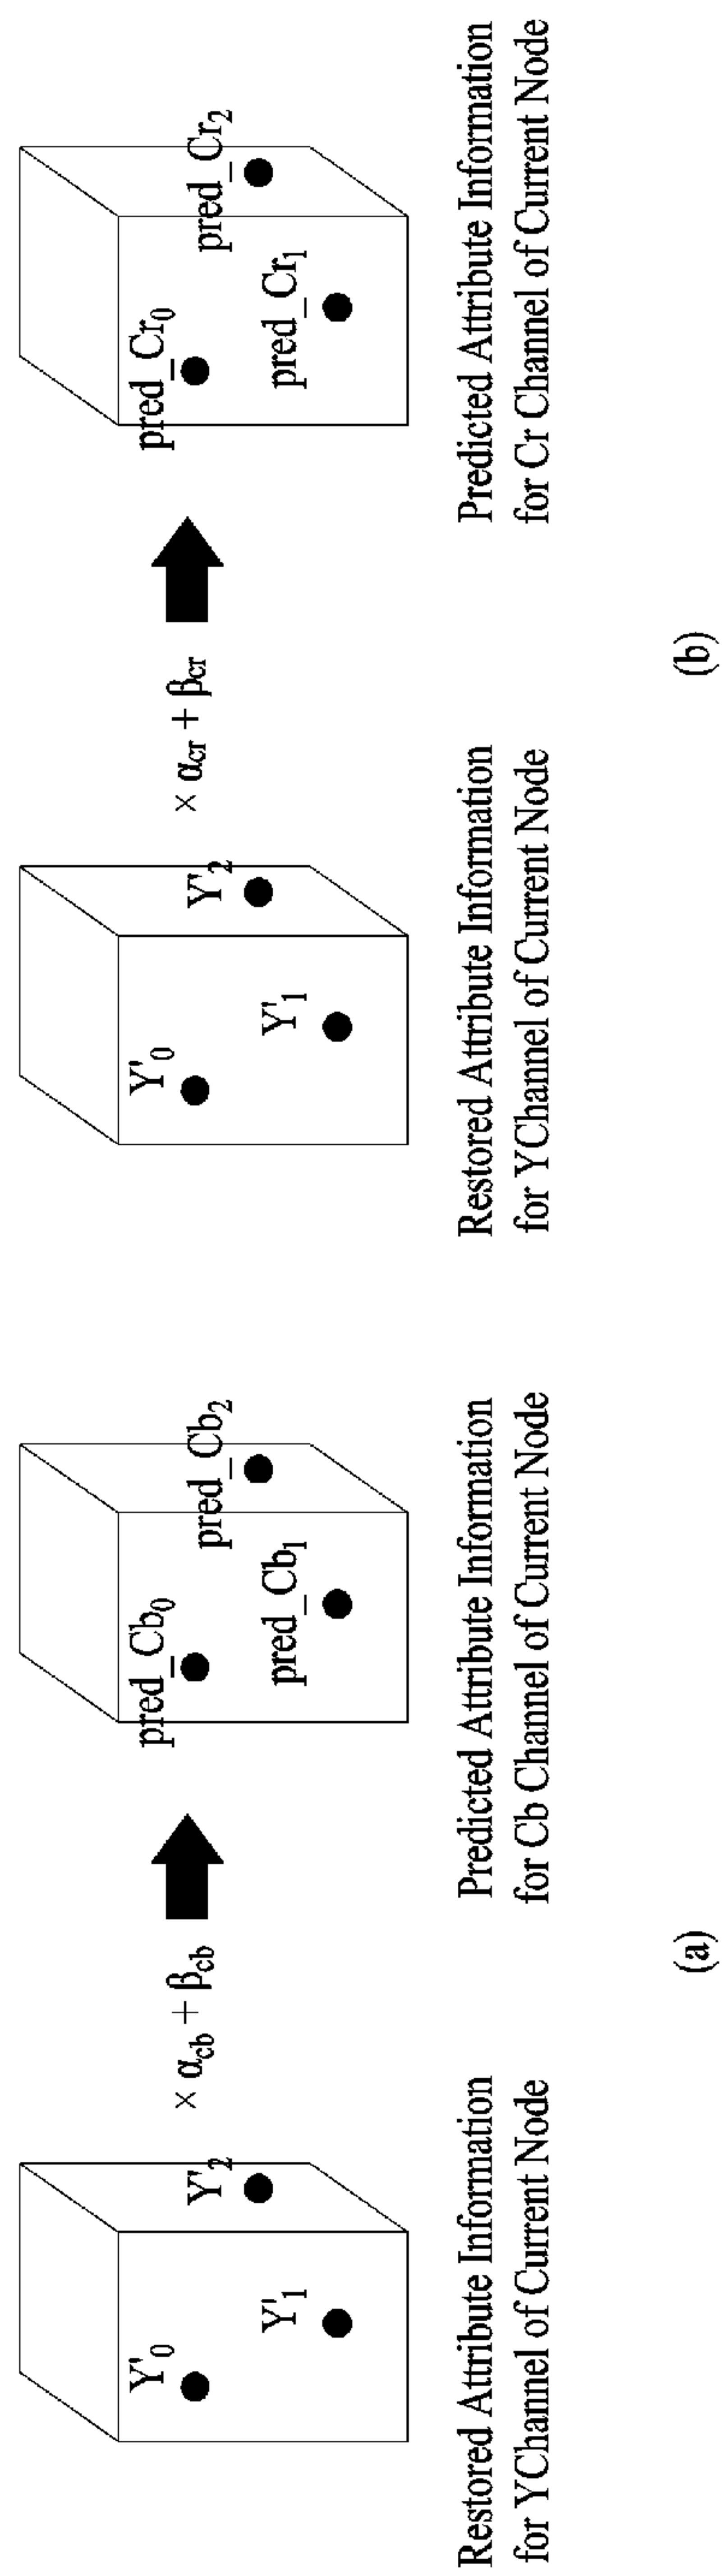 Y'0
Y'1
Y'2
× αcb + βcb
pred_Cb0
pred_Cb1
pred_Cb2
Restored Attribute Information
for YChannel of Current Node
Predicted Attribute Information
for Cb Channel of Current Node
(a)
Y'0
Y'1
Y'2
× αcr + βcr
pred_Cr0
pred_Cr1
pred_Cr2
Restored Attribute Information
for YChannel of Current Node
Predicted Attribute Information
for Cr Channel of Current Node
(b)